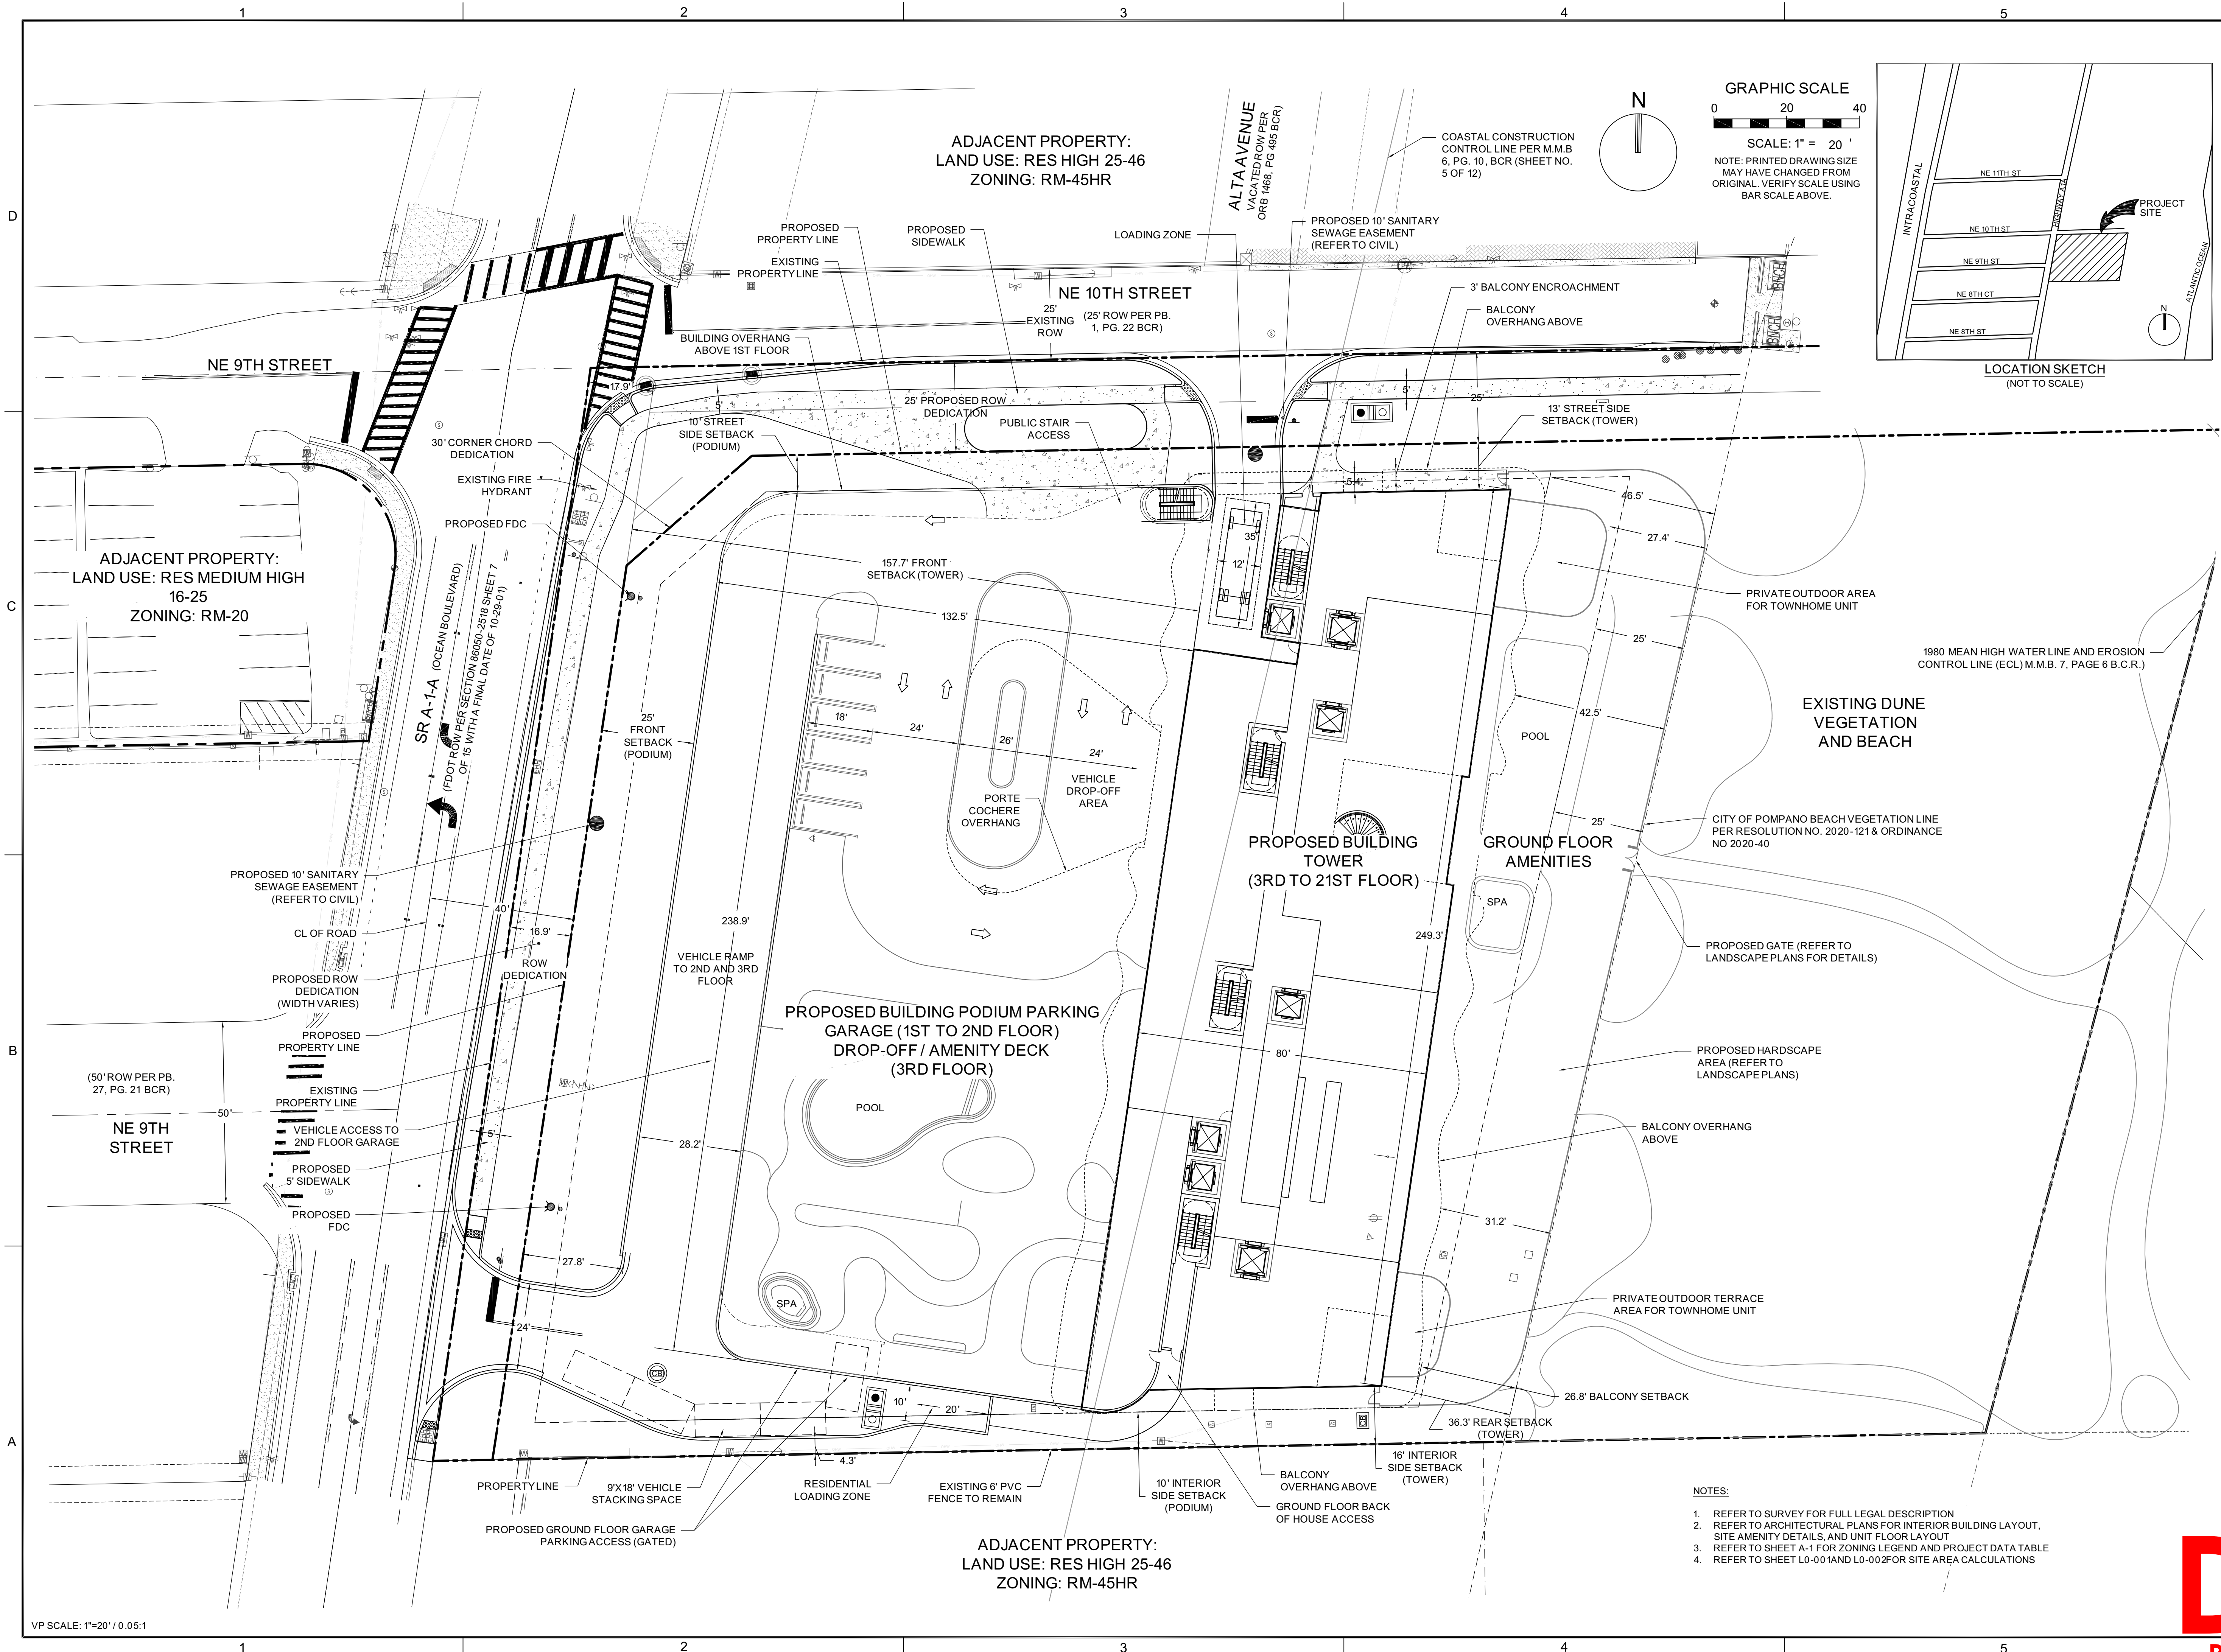 1
2
3
4
5
D
C
B
A
ADJACENT PROPERTY:
LAND USE: RES HIGH 25-46
ZONING: RM-45HR
ALTA AVENUE
VACATED ROW PER
ORB 1468, PG 495 BCR)
COASTAL CONSTRUCTION
CONTROL LINE PER M.M.B
6, PG. 10, BCR (SHEET NO.
5 OF 12)
N
GRAPHIC SCALE
0 20 40
SCALE: 1" = 20 '
NOTE: PRINTED DRAWING SIZE
MAY HAVE CHANGED FROM
ORIGINAL. VERIFY SCALE USING
BAR SCALE ABOVE.
INTRACOASTAL
NE 11TH ST
HIGHWAY A1A
PROJECT
SITE
NE 10TH ST
NE 9TH ST
NE 8TH CT
NE 8TH ST
ATLANTIC OCEAN
N
LOCATION SKETCH
(NOT TO SCALE)
PROPOSED
PROPERTY LINE
EXISTING
PROPERTY LINE
PROPOSED
SIDEWALK
LOADING ZONE
PROPOSED 10' SANITARY
SEWAGE EASEMENT
(REFER TO CIVIL)
3' BALCONY ENCROACHMENT
BALCONY
OVERHANG ABOVE
NE 10TH STREET
(25' ROW PER PB.
1, PG. 22 BCR)
25'
EXISTING
ROW
BUILDING OVERHANG
ABOVE 1ST FLOOR
BNCH
BNCH
NE 9TH STREET
17.9'
5'
25' PROPOSED ROW
DEDICATION
PUBLIC STAIR
ACCESS
5'
25'
13' STREET SIDE
SETBACK (TOWER)
10' STREET
SIDE SETBACK
(PODIUM)
30' CORNER CHORD
DEDICATION
EXISTING FIRE
HYDRANT
PROPOSED FDC
5.4'
46.5'
27.4'
35'
12'
157.7' FRONT
SETBACK (TOWER)
132.5'
ADJACENT PROPERTY:
LAND USE: RES MEDIUM HIGH
16-25
ZONING: RM-20
SR A-1-A (OCEAN BOULEVARD)
(FDOT ROW PER SECTION 86050-2518 SHEET 7
OF 15 WITH A FINAL DATE OF 10-29-01)
PRIVATE OUTDOOR AREA
FOR TOWNHOME UNIT
25'
1980 MEAN HIGH WATER LINE AND EROSION
CONTROL LINE (ECL) M.M.B. 7, PAGE 6 B.C.R.)
EXISTING DUNE
VEGETATION
AND BEACH
25'
FRONT
SETBACK
(PODIUM)
18'
24'
26'
24'
VEHICLE
DROP-OFF
AREA
PORTE
COCHERE
OVERHANG
42.5'
POOL
25'
PROPOSED BUILDING
TOWER
(3RD TO 21ST FLOOR)
GROUND FLOOR
AMENITIES
CITY OF POMPANO BEACH VEGETATION LINE
PER RESOLUTION NO. 2020-121 & ORDINANCE
NO 2020-40
PROPOSED 10' SANITARY
SEWAGE EASEMENT
(REFER TO CIVIL)
CL OF ROAD
40'
16.9'
238.9'
249.3'
SPA
PROPOSED GATE (REFER TO
LANDSCAPE PLANS FOR DETAILS)
PROPOSED ROW
DEDICATION
(WIDTH VARIES)
ROW
DEDICATION
VEHICLE RAMP
TO 2ND AND 3RD
FLOOR
PROPOSED BUILDING PODIUM PARKING
GARAGE (1ST TO 2ND FLOOR)
DROP-OFF / AMENITY DECK
(3RD FLOOR)
PROPOSED
PROPERTY LINE
EXISTING
PROPERTY LINE
(50' ROW PER PB.
27, PG. 21 BCR)
50'
NE 9TH
STREET
VEHICLE ACCESS TO
2ND FLOOR GARAGE
5'
PROPOSED
5' SIDEWALK
PROPOSED
FDC
28.2'
POOL
80'
PROPOSED HARDSCAPE
AREA (REFER TO
LANDSCAPE PLANS)
BALCONY OVERHANG
ABOVE
31.2'
27.8'
24'
SPA
PRIVATE OUTDOOR TERRACE
AREA FOR TOWNHOME UNIT
CB
10'
20'
4.3'
26.8' BALCONY SETBACK
36.3' REAR SETBACK
(TOWER)
PROPERTY LINE
9'X18' VEHICLE
STACKING SPACE
RESIDENTIAL
LOADING ZONE
EXISTING 6' PVC
FENCE TO REMAIN
10' INTERIOR
SIDE SETBACK
(PODIUM)
BALCONY
OVERHANG ABOVE
16' INTERIOR
SIDE SETBACK
(TOWER)
GROUND FLOOR BACK
OF HOUSE ACCESS
PROPOSED GROUND FLOOR GARAGE
PARKING ACCESS (GATED)
ADJACENT PROPERTY:
LAND USE: RES HIGH 25-46
ZONING: RM-45HR
NOTES:
1. REFER TO SURVEY FOR FULL LEGAL DESCRIPTION
2. REFER TO ARCHITECTURAL PLANS FOR INTERIOR BUILDING LAYOUT,
SITE AMENITY DETAILS, AND UNIT FLOOR LAYOUT
3. REFER TO SHEET A-1 FOR ZONING LEGEND AND PROJECT DATA TABLE
4. REFER TO SHEET L0-001AND L0-002FOR SITE AREA CALCULATIONS
VP SCALE: 1"=20' / 0.05:1
1
2
3
4
5